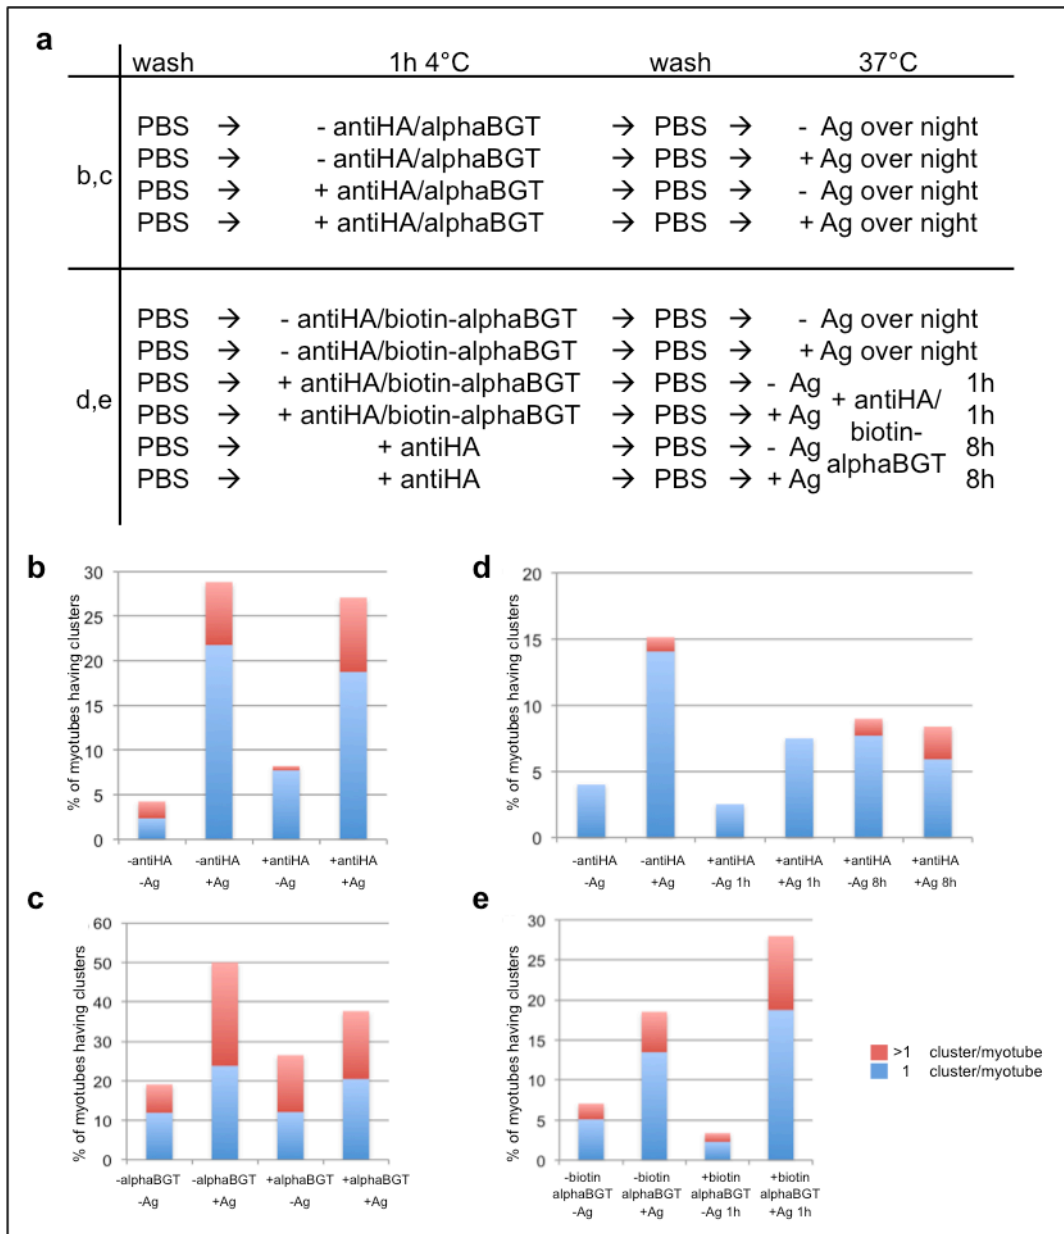 a
wash 1h 4°C wash 37°C
b,c
PBS → - antiHA/alphaBGT → PBS → - Ag over night
PBS → - antiHA/alphaBGT → PBS → + Ag over night
PBS → + antiHA/alphaBGT → PBS → - Ag over night
PBS → + antiHA/alphaBGT → PBS → + Ag over night
d,e
PBS → - antiHA/biotin-alphaBGT → PBS → - Ag over night
PBS → - antiHA/biotin-alphaBGT → PBS → + Ag over night
PBS → + antiHA/biotin-alphaBGT → PBS → - Ag 1h
PBS → + antiHA/biotin-alphaBGT → PBS → + Ag 1h
PBS → + antiHA → PBS → - Ag 8h
PBS → + antiHA → PBS → + Ag 8h
+ antiHA/
biotin-
alphaBGT
b
% of myotubes having clusters
30
25
20
15
10
5
0
-antiHA -antiHA +antiHA +antiHA
-Ag +Ag -Ag +Ag
d
% of myotubes having clusters
20
15
10
5
0
-antiHA -antiHA +antiHA +antiHA +antiHA +antiHA
-Ag +Ag -Ag 1h +Ag 1h -Ag 8h +Ag 8h
c
% of myotubes having clusters
60
50
40
30
20
10
0
-alphaBGT -alphaBGT +alphaBGT +alphaBGT
-Ag +Ag -Ag +Ag
e
% of myotubes having clusters
30
25
20
15
10
5
0
-biotin -biotin +biotin +biotin
alphaBGT alphaBGT alphaBGT alphaBGT
-Ag +Ag -Ag 1h +Ag 1h
>1 cluster/myotube
1 cluster/myotube